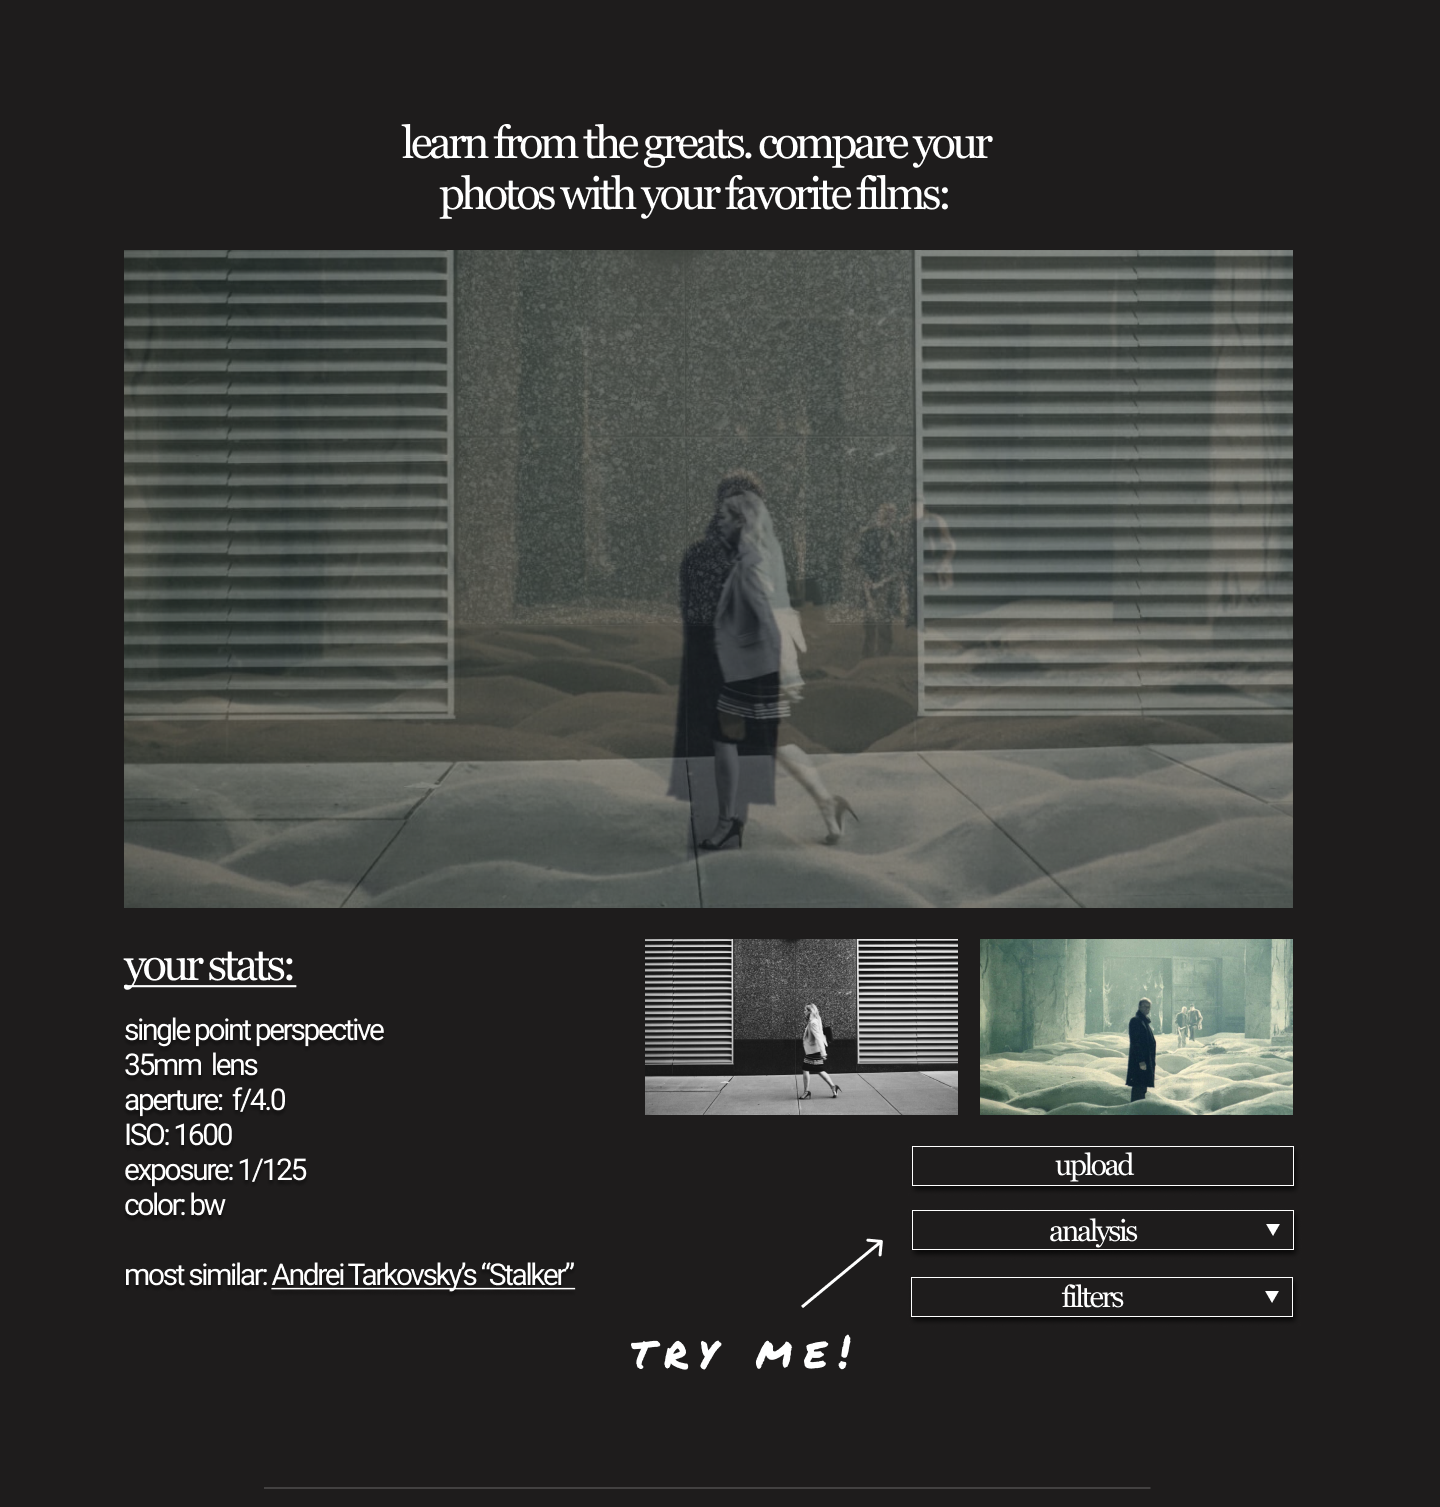 learn from the greats. compare your
photos with your favorite films:
your stats:
single point perspective
35mm lens
aperture: f/4.0
ISO: 1600
exposure: 1/125
color: bw
most similar: Andrei Tarkovsky's “Stalker”
upload
analysis
filters
TRY ME!